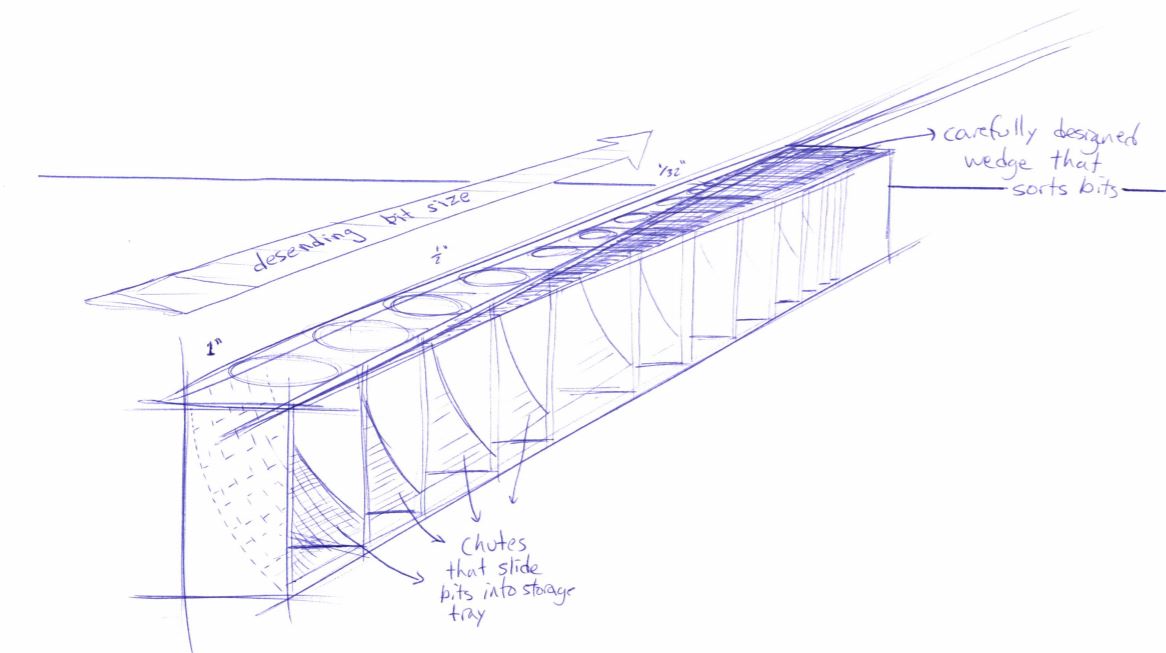 carefully designed
wedge that
sorts bits
1/32"
desending bit size
1/2"
1"
Chutes
that slide
bits into storage
tray